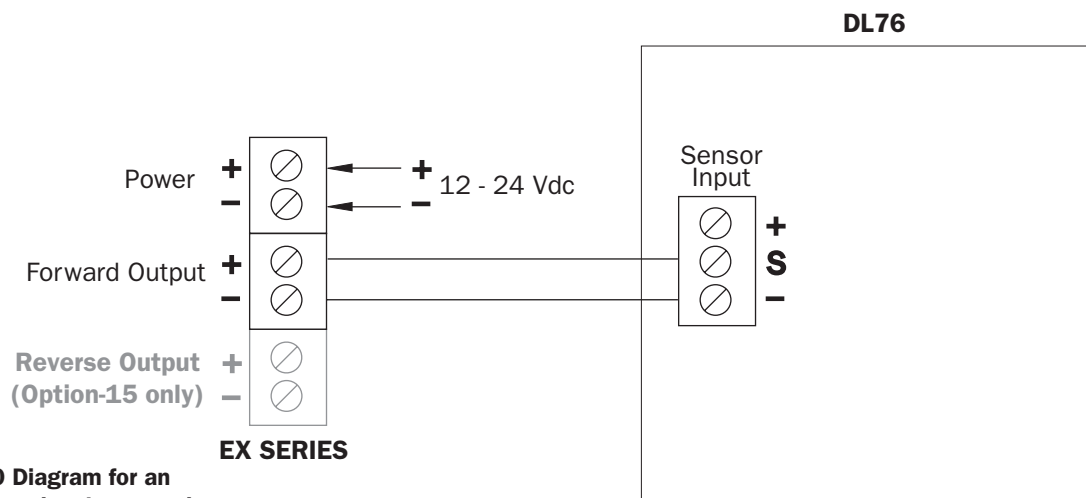 DL76
Power
+
−
+
−
12 - 24 Vdc
Sensor
Input
+
S
−
Forward Output
+
−
Reverse Output
(Option-15 only)
+
−
EX SERIES
Diagram for an